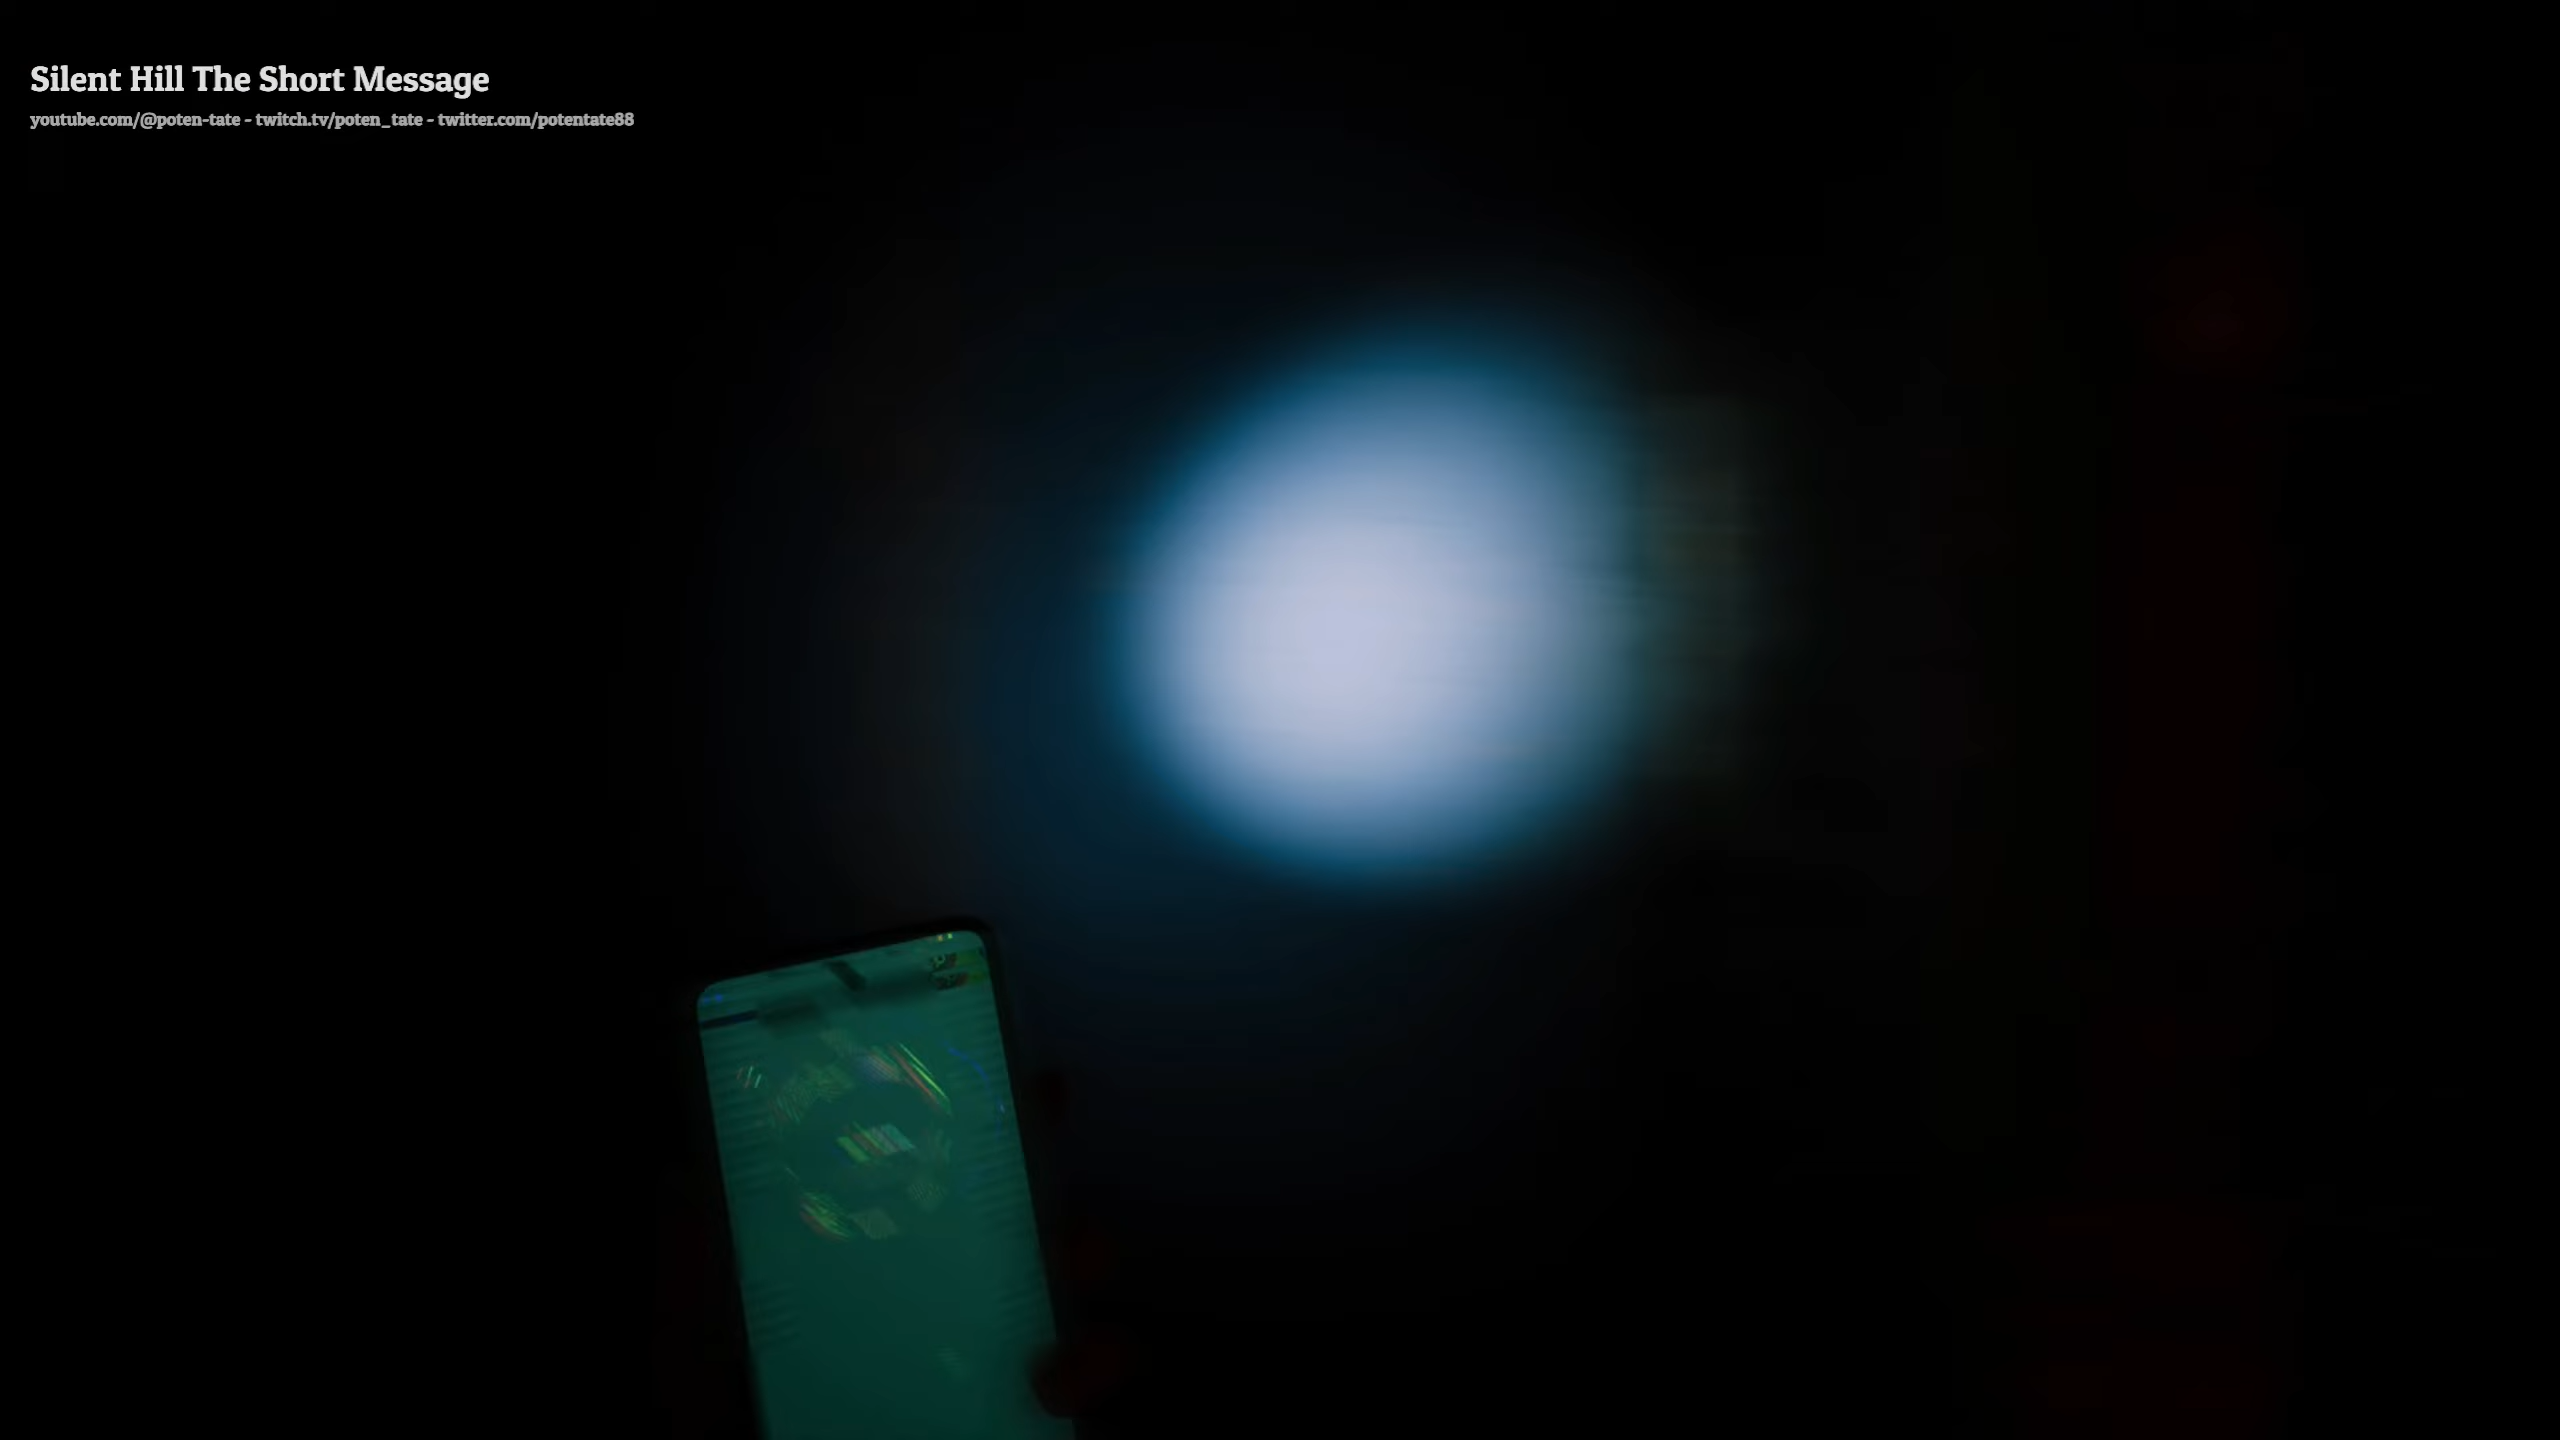 Silent Hill The Short Message
youtube.com/@poten-tate - twitch.tv/poten_tate - twitter.com/potentate88